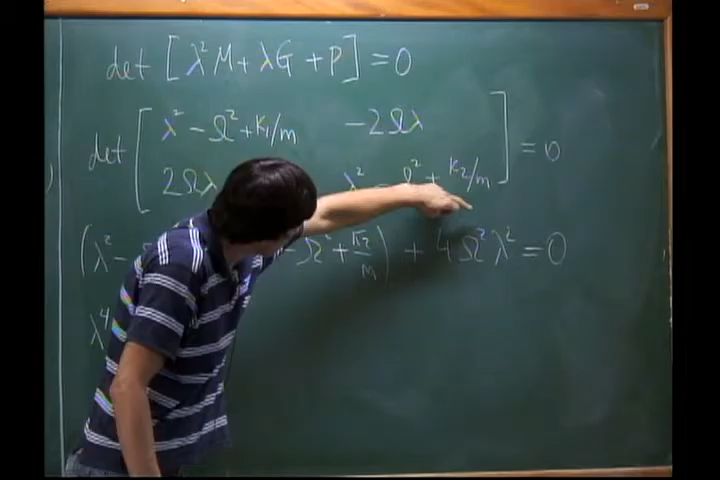 det [λ²M + λG + P] = 0
det [ λ² - Ω² + k₁/m    -2Ωλ
2Ωλ    λ² - Ω² + k₂/m ] = 0
(λ² - Ω² + k₂/m) + 4Ω²λ² = 0
λ⁴